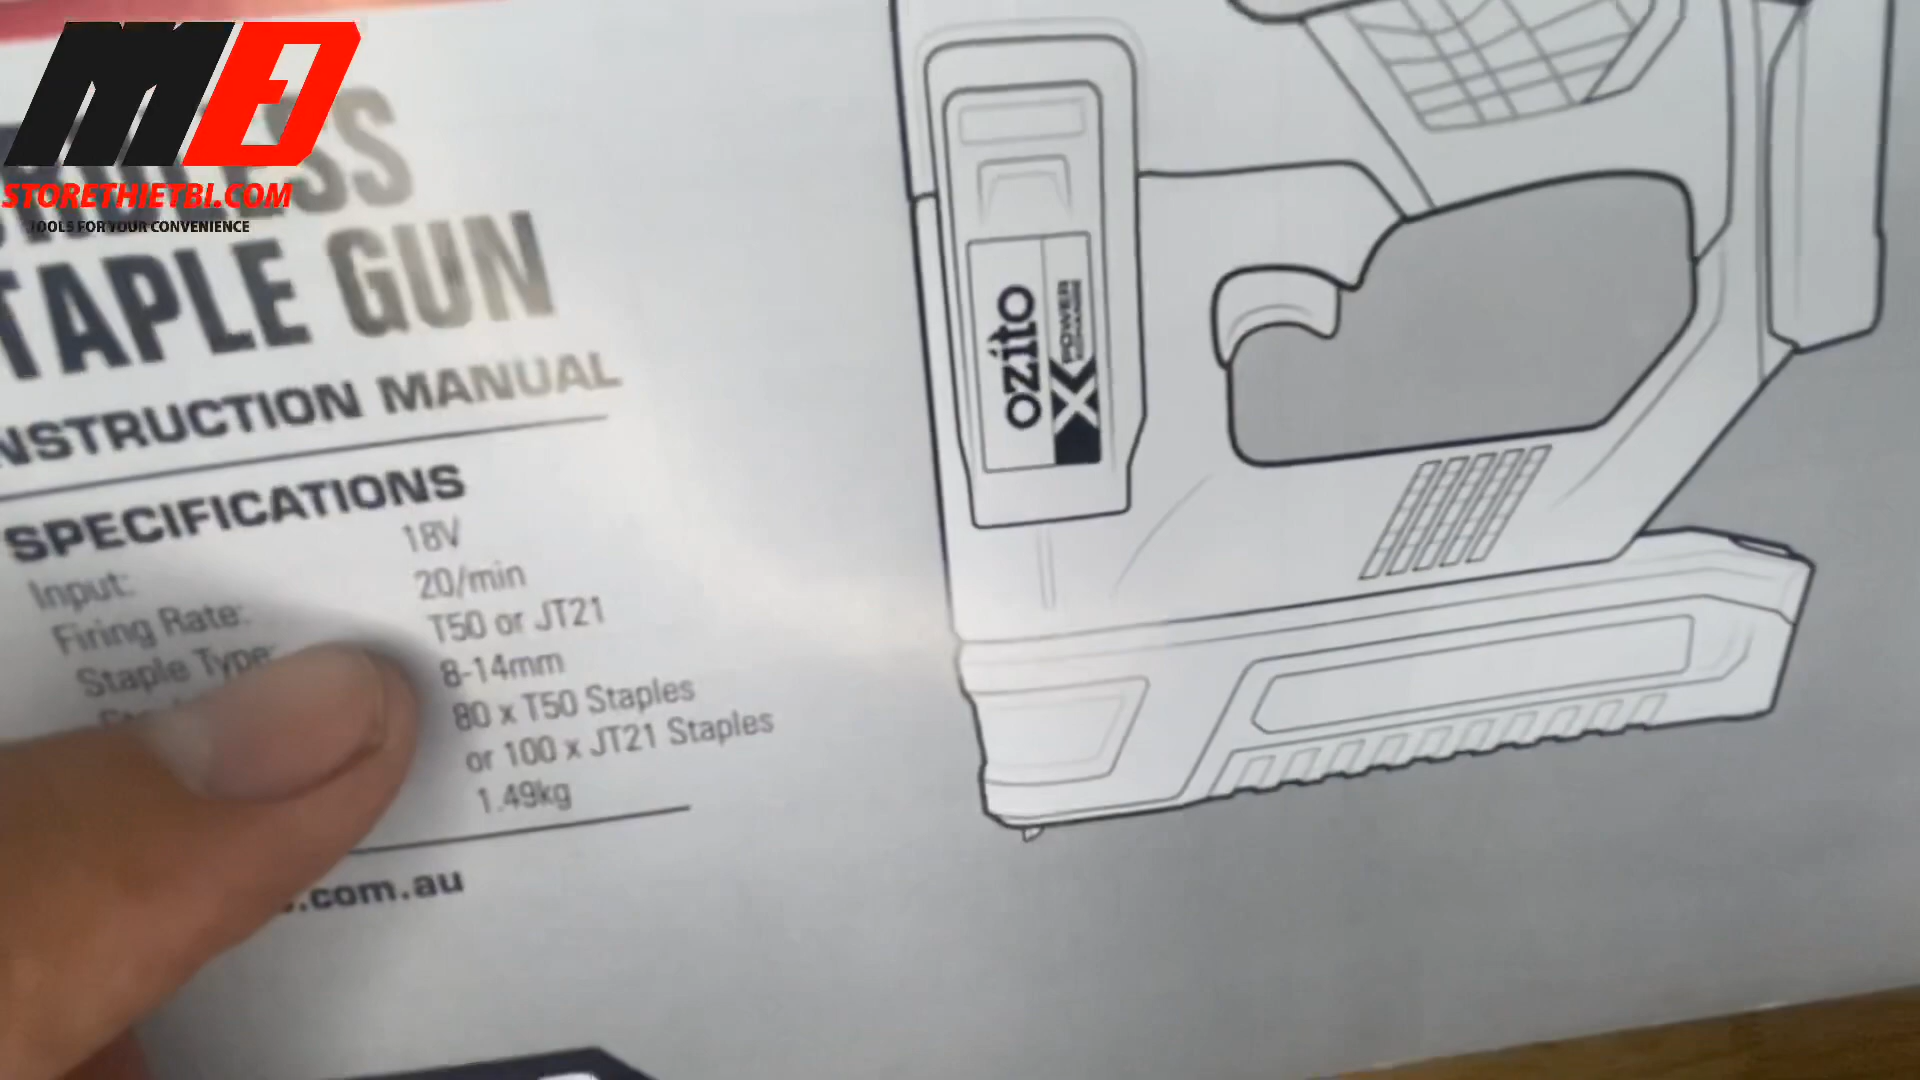 STORETHIETBI.COM
TOOLS FOR YOUR CONVENIENCE
TAPLE GUN
NSTRUCTION MANUAL
SPECIFICATIONS
Input: 18V
Firing Rate: 20/min
Staple Type: T50 or JT21
8-14mm
80 x T50 Staples
or 100 x JT21 Staples
1.49kg
.com.au
ozito
POWER
X